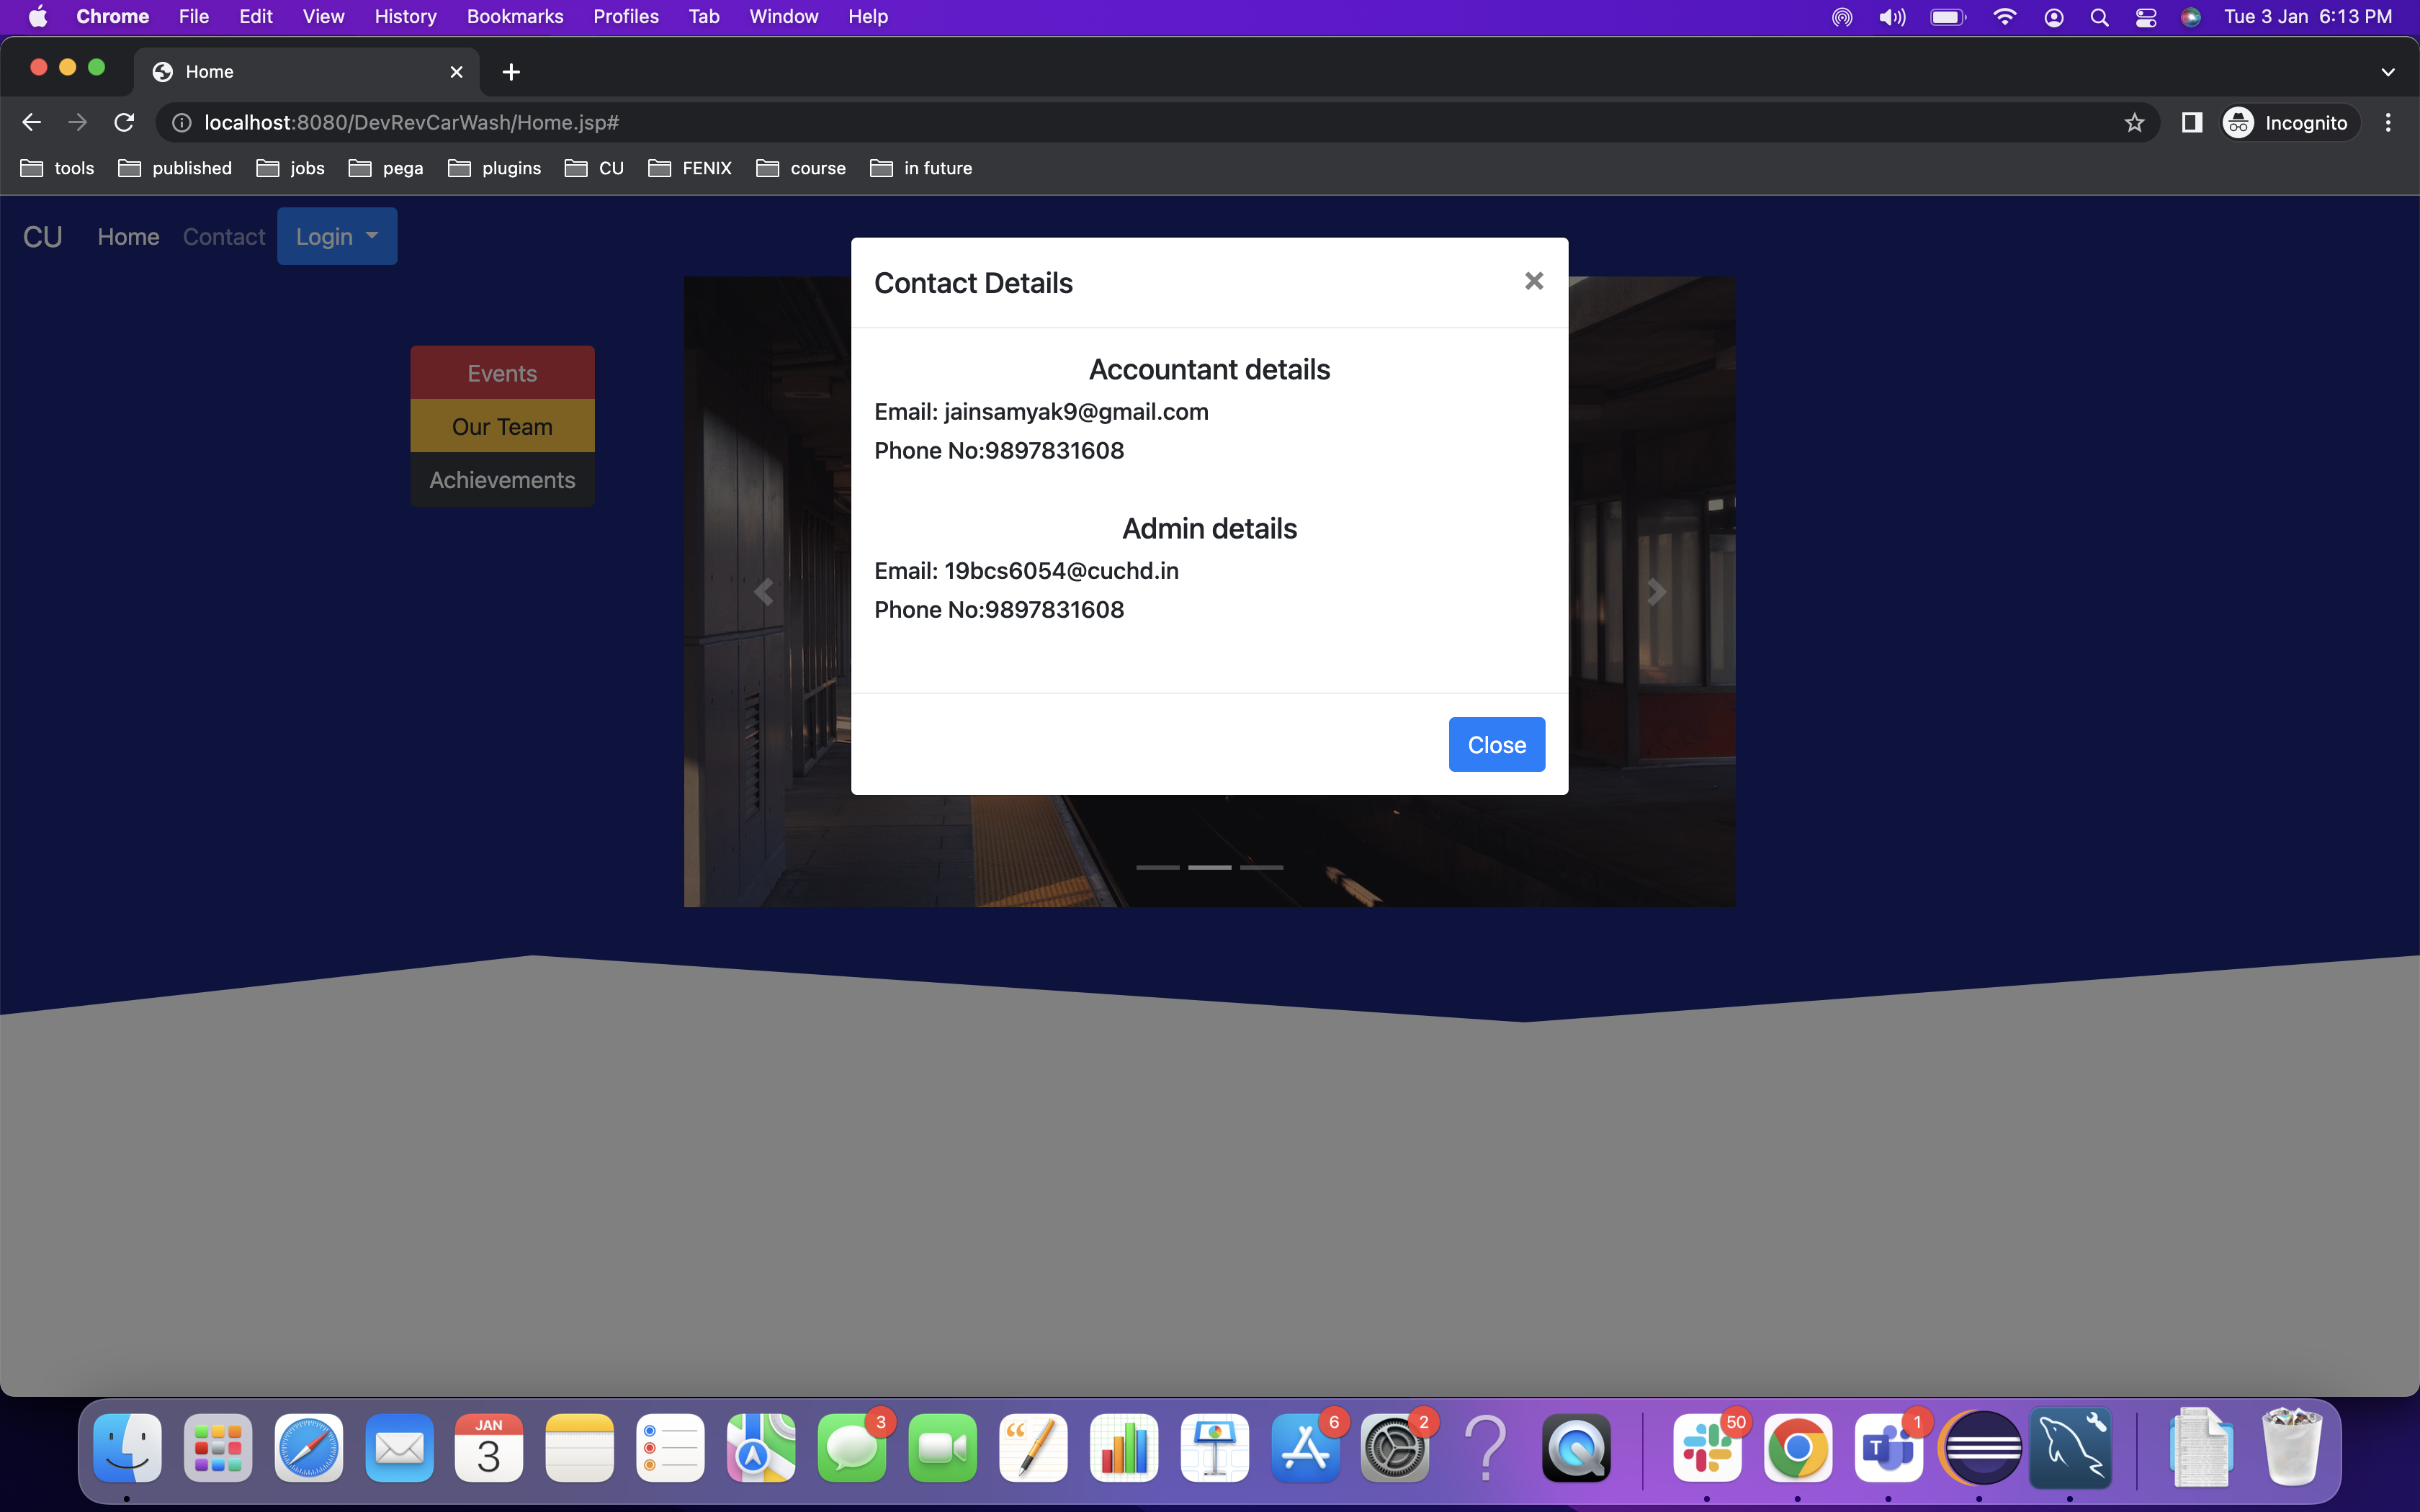 Chrome File Edit View History Bookmarks Profiles Tab Window Help Tue 3 Jan 6:13 PM
Home
localhost:8080/DevRevCarWash/Home.jsp# Incognito
tools published jobs pega plugins CU FENIX course in future
CU Home Contact Login
Contact Details ×
Events
Our Team
Achievements
Accountant details
Email: jainsamyak9@gmail.com
Phone No:9897831608
Admin details
Email: 19bcs6054@cuchd.in
Phone No:9897831608
Close
JAN
3
3
6
2
50
T
1